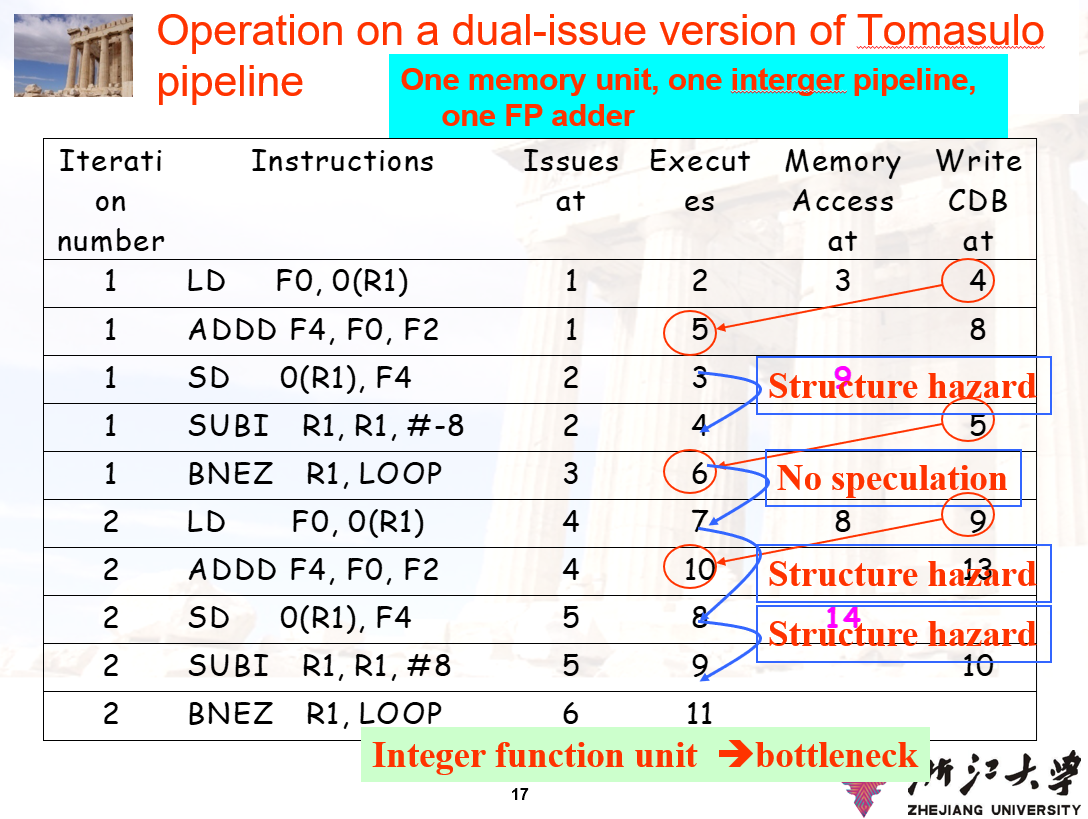 Operation on a dual-issue version of Tomasulo
pipeline
One memory unit, one interger pipeline,
one FP adder
Iterati Instructions Issues Execut Memory Write
on at es Access CDB
number at at
1 LD F0, 0(R1) 1 2 3 4
1 ADDD F4, F0, F2 1 5 8
1 SD 0(R1), F4 2 3 9
Structure hazard
1 SUBI R1, R1, #-8 2 4 5
1 BNEZ R1, LOOP 3 6
No speculation
2 LD F0, 0(R1) 4 7 8 9
2 ADDD F4, F0, F2 4 10 13
Structure hazard
2 SD 0(R1), F4 5 8 14
Structure hazard
2 SUBI R1, R1, #8 5 9 10
2 BNEZ R1, LOOP 6 11
Integer function unit ➔bottleneck
17
浙江大学
ZHEJIANG UNIVERSITY